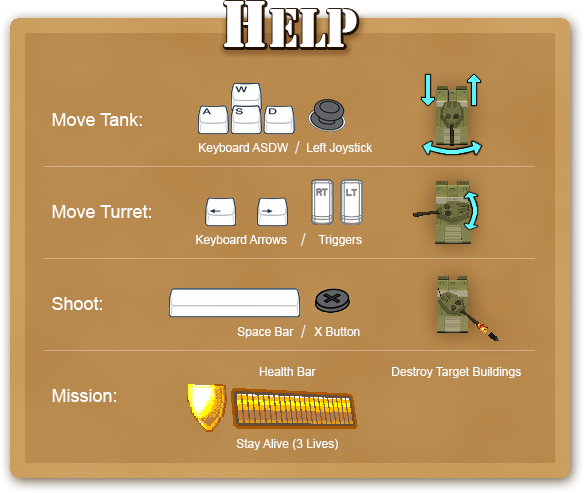 HELP
W
A S D
Move Tank:
Keyboard ASDW / Left Joystick
RT LT
Move Turret:
Keyboard Arrows / Triggers
Shoot:
Space Bar / X Button
Health Bar
Destroy Target Buildings
Mission:
Stay Alive (3 Lives)